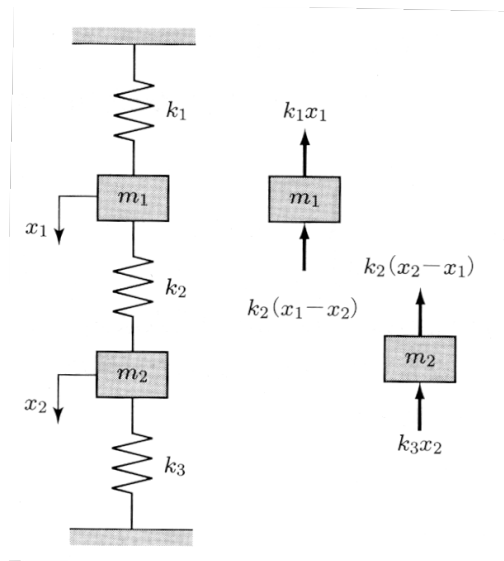 k₁
m₁
x₁
k₂
m₂
x₂
k₃
k₁x₁
m₁
k₂(x₁−x₂)
k₂(x₂−x₁)
m₂
k₃x₂